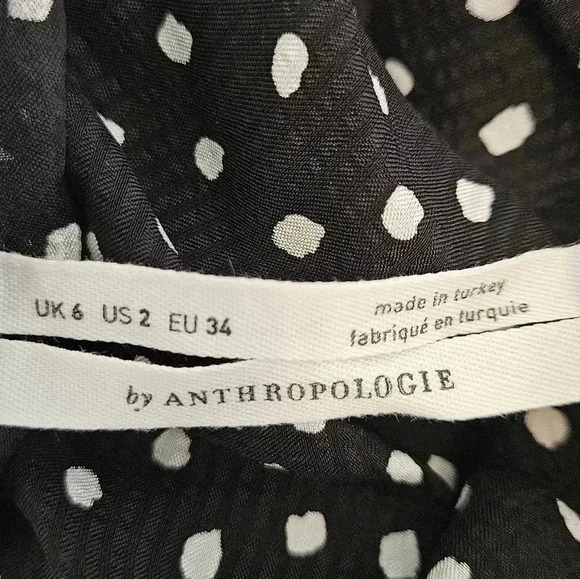 UK 6 US 2 EU 34
made in turkey
fabriqué en turquie
by ANTHROPOLOGIE